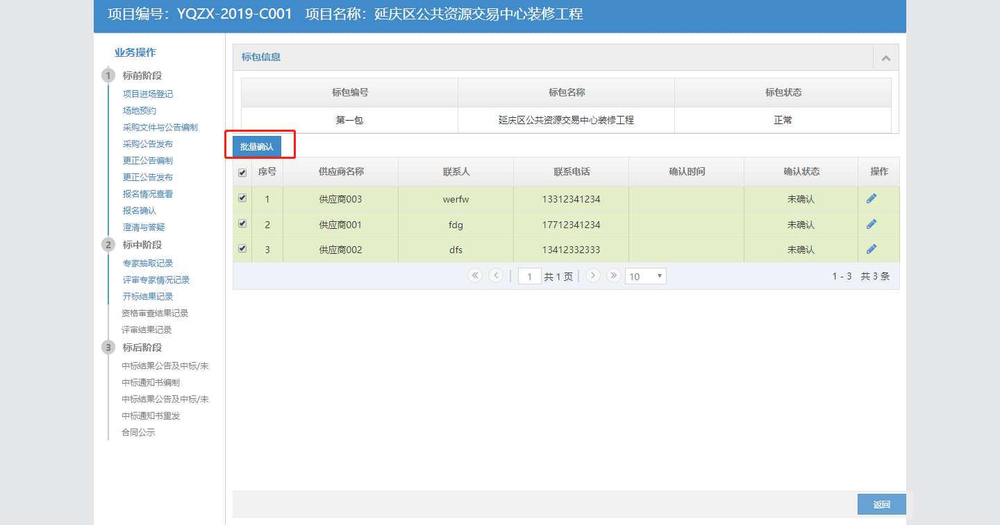 项目编号：YQZX-2019-C001 项目名称：延庆区公共资源交易中心装修工程
业务操作
1 标前阶段
项目进场登记
场地预约
采购文件与公告编制
采购公告发布
更正公告编制
更正公告发布
报名情况查看
报名确认
澄清与答疑
2 标中阶段
专家抽取记录
评审专家情况记录
开标结果记录
资格审查结果记录
评审结果记录
3 标后阶段
中标结果公告及中标/未
中标通知书编制
中标结果公告及中标/未
中标通知书重发
合同公示
标包信息
标包编号 标包名称 标包状态
第一包 延庆区公共资源交易中心装修工程 正常
批量确认
序号 供应商名称 联系人 联系电话 确认时间 确认状态 操作
1 供应商003 werfw 13312341234 未确认
2 供应商001 fdg 17712341234 未确认
3 供应商002 dfs 13412332333 未确认
1 共 1 页 10 1 - 3 共 3 条
返回